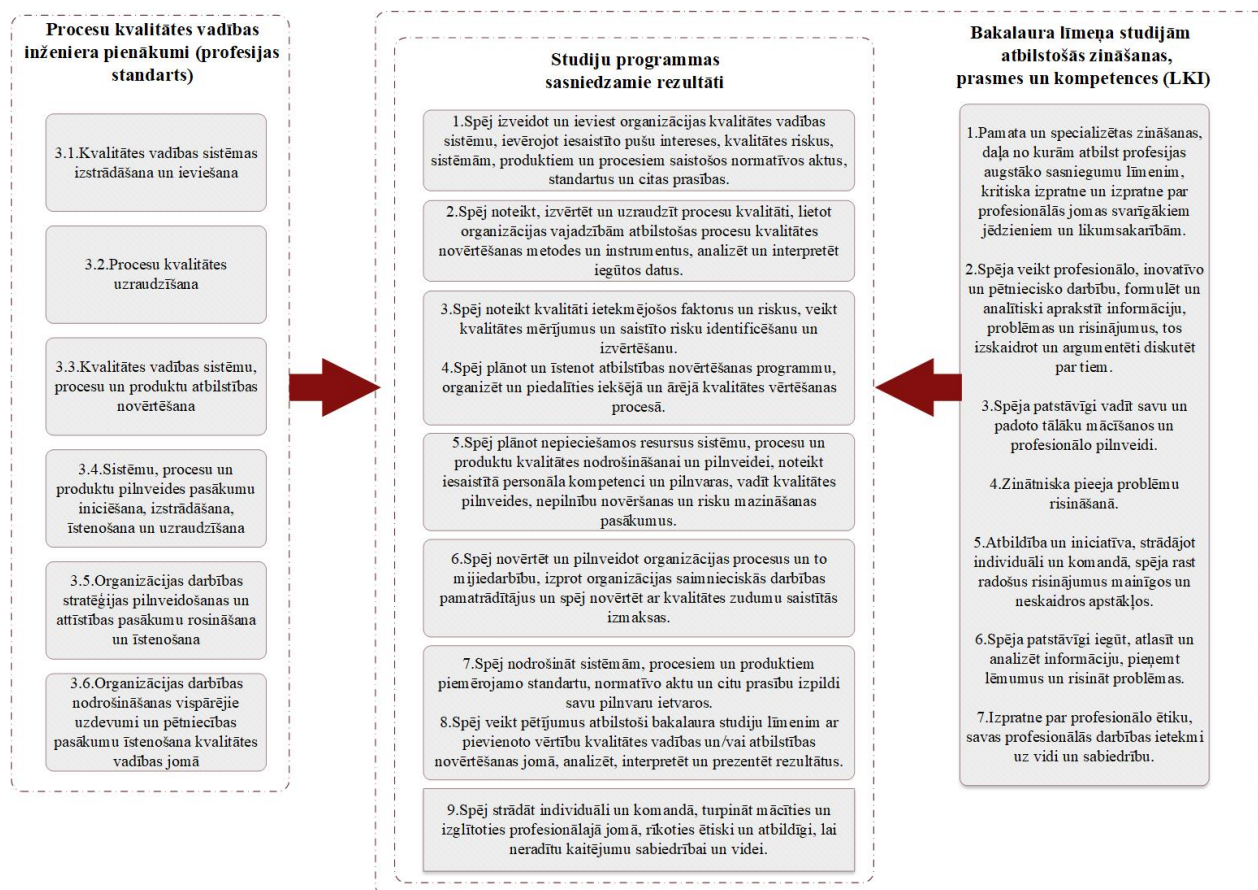 Procesu kvalitātes vadības
inženiera pienākumi (profesijas
standarts)
3.1.Kvalitātes vadības sistēmas
izstrādāšana un ieviešana
3.2.Procesu kvalitātes
uzraudzīšana
3.3.Kvalitātes vadības sistēmu,
procesu un produktu atbilstības
novērtēšana
3.4.Sistēmu, procesu un
produktu pilnveides pasākumu
iniciēšana, izstrādāšana,
īstenošana un uzraudzīšana
3.5.Organizācijas darbības
stratēģijas pilnveidošanas un
attīstības pasākumu rosināšana
un īstenošana
3.6.Organizācijas darbības
nodrošināšanas vispārējie
uzdevumi un pētniecības
pasākumu īstenošana kvalitātes
vadības jomā
Studiju programmas
sasniedzamie rezultāti
1.Spēj izveidot un ieviest organizācijas kvalitātes vadības
sistēmu, ievērojot iesaistīto pušu intereses, kvalitātes riskus,
sistēmām, produktiem un procesiem saistošos normatīvos aktus,
standartus un citas prasības.
2.Spēj noteikt, izvērtēt un uzraudzīt procesu kvalitāti, lietot
organizācijas vajadzībām atbilstošas procesu kvalitātes
novērtēšanas metodes un instrumentus, analizēt un interpretēt
iegūtos datus.
3.Spēj noteikt kvalitāti ietekmējošos faktorus un riskus, veikt
kvalitātes mērījumus un saistīto risku identificēšanu un
izvērtēšanu.
4.Spēj plānot un īstenot atbilstības novērtēšanas programmu,
organizēt un piedalīties iekšējā un ārējā kvalitātes vērtēšanas
procesā.
5.Spēj plānot nepieciešamos resursus sistēmu, procesu un
produktu kvalitātes nodrošināšanai un pilnveidei, noteikt
iesaistītā personāla kompetenci un pilnvaras, vadīt kvalitātes
pilnveides, nepilnību novēršanas un risku mazināšanas
pasākumus.
6.Spēj novērtēt un pilnveidot organizācijas procesus un to
mijiedarbību, izprot organizācijas saimnieciskās darbības
pamatrādītājus un spēj novērtēt ar kvalitātes zudumu saistītās
izmaksas.
7.Spēj nodrošināt sistēmām, procesiem un produktiem
piemērojamo standartu, normatīvo aktu un citu prasību izpildi
savu pilnvaru ietvaros.
8.Spēj veikt pētījumus atbilstoši bakalaura studiju līmenim ar
pievienoto vērtību kvalitātes vadības un/vai atbilstības
novērtēšanas jomā, analizēt, interpretēt un prezentēt rezultātus.
9.Spēj strādāt individuāli un komandā, turpināt mācīties un
izglītoties profesionālajā jomā, rīkoties ētiski un atbildīgi, lai
neradītu kaitējumu sabiedrībai un videi.
Bakalaura līmeņa studijām
atbilstošās zināšanas,
prasmes un kompetences (LKI)
1.Pamata un specializētas zināšanas,
daļa no kurām atbilst profesijas
augstāko sasniegumu līmenim,
kritiska izpratne un izpratne par
profesionālās jomas svarīgākiem
jēdzieniem un likumsakarībām.
2.Spēja veikt profesionālo, inovatīvo
un pētniecisko darbību, formulēt un
analītiski aprakstīt informāciju,
problēmas un risinājumus, tos
izskaidrot un argumentēti diskutēt
par tiem.
3.Spēja patstāvīgi vadīt savu un
padoto tālāku mācīšanos un
profesionālo pilnveidi.
4.Zinātniska pieeja problēmu
risināšanā.
5.Atbildība un iniciatīva, strādājot
individuāli un komandā, spēja rast
radošus risinājumus mainīgos un
neskaidros apstākļos.
6.Spēja patstāvīgi iegūt, atlasīt un
analizēt informāciju, pieņemt
lēmumus un risināt problēmas.
7.Izpratne par profesionālo ētiku,
savas profesionālās darbības ietekmi
uz vidi un sabiedrību.